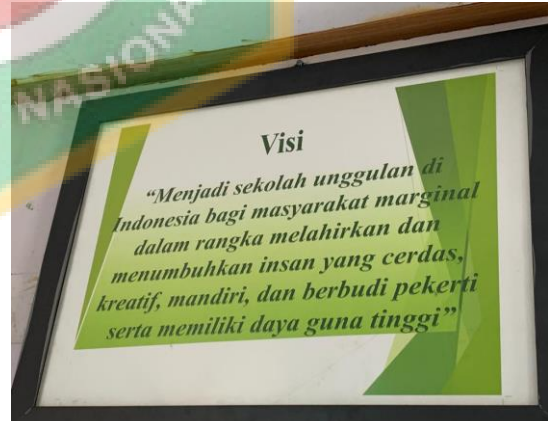 NASIONAL
Visi
“Menjadi sekolah unggulan di
Indonesia bagi masyarakat marginal
dalam rangka melahirkan dan
menumbuhkan insan yang cerdas,
kreatif, mandiri, dan berbudi pekerti
serta memiliki daya guna tinggi”